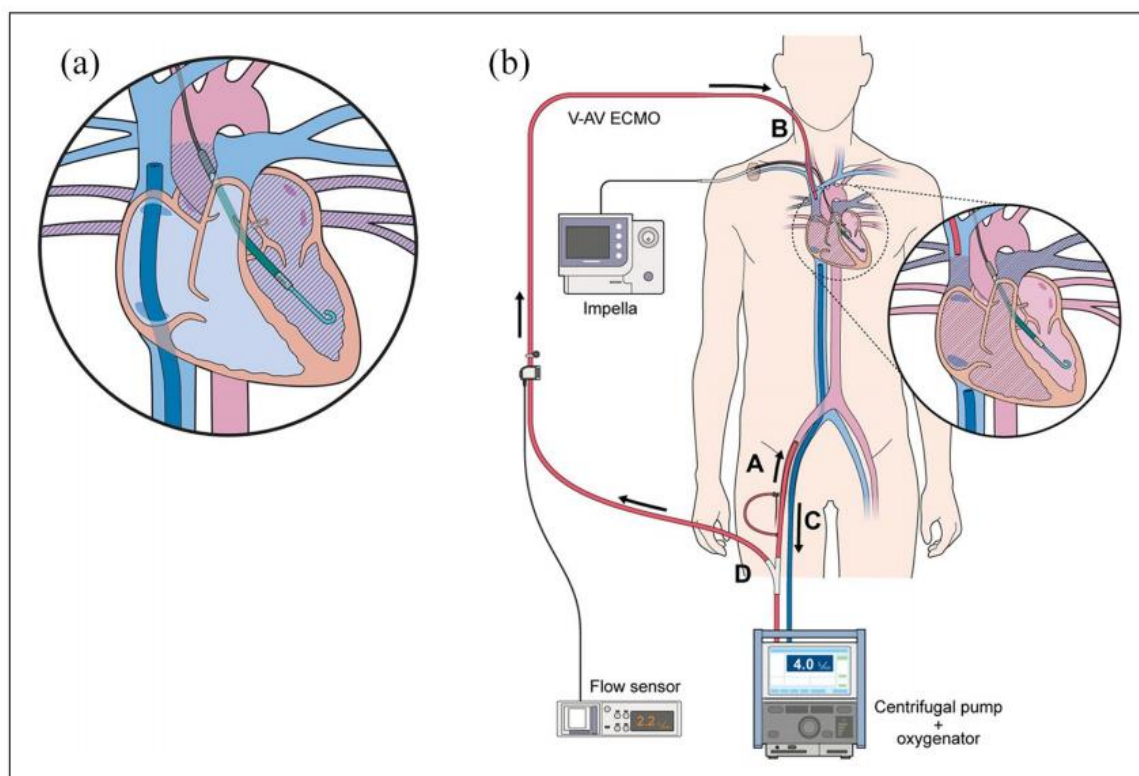 (a)
(b)
V-AV ECMO
B
Impella
A
C
D
4.0
Flow sensor
2.2
Centrifugal pump
+
oxygenator